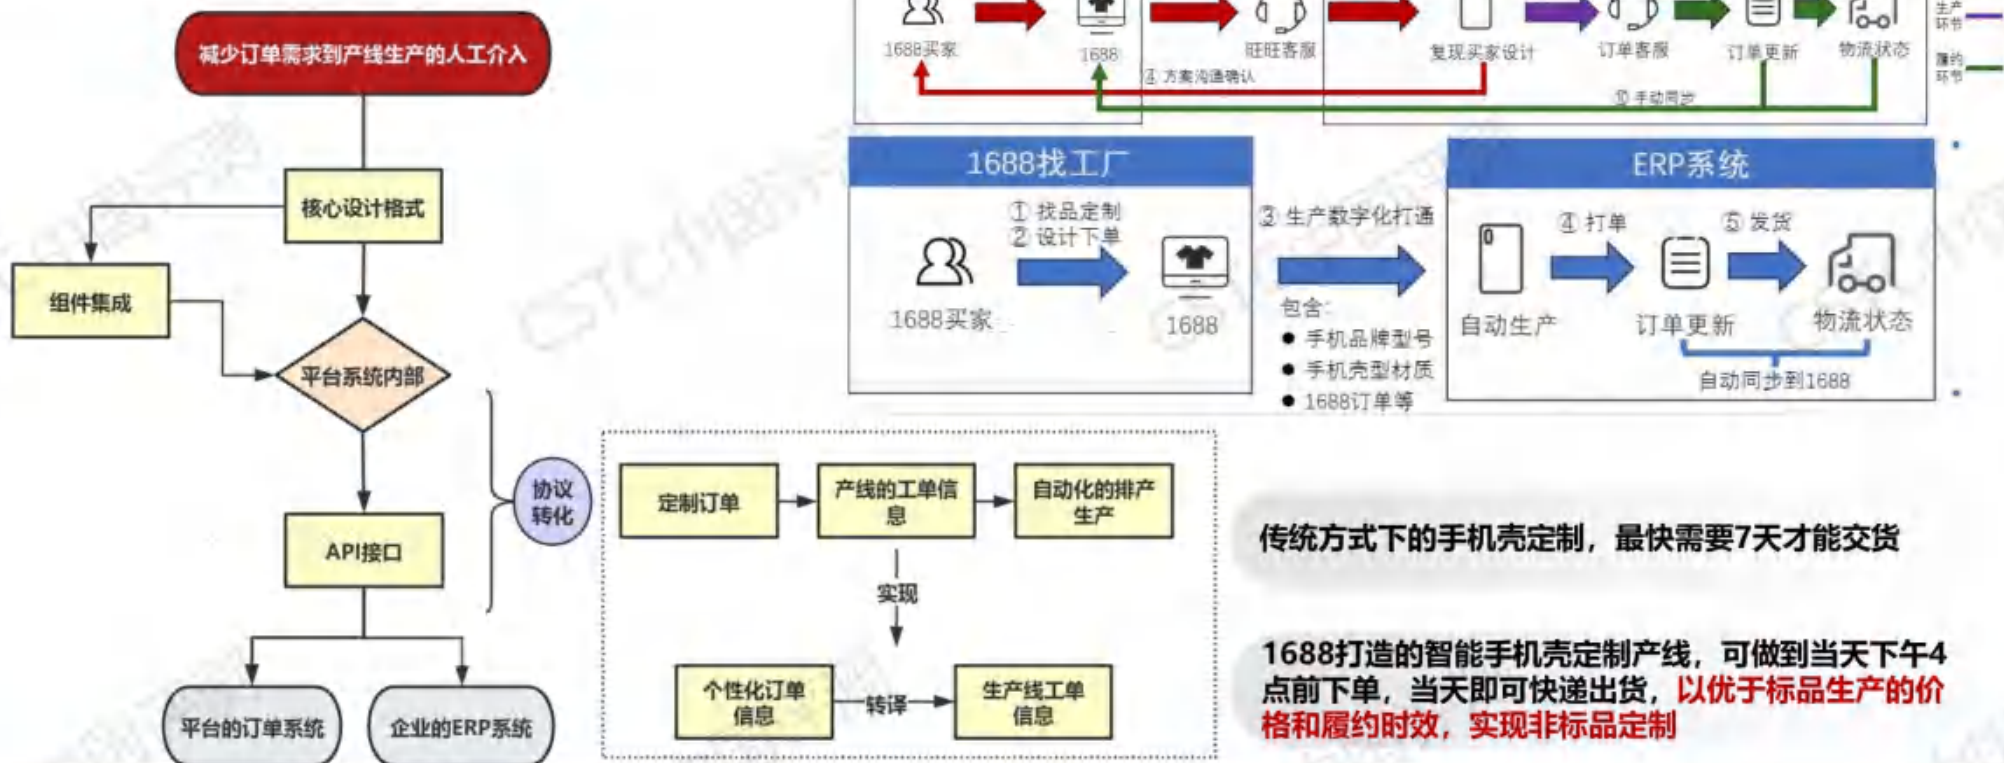 减少订单需求到产线生产的人工介入
核心设计格式
组件集成
平台系统内部
API接口
平台的订单系统
企业的ERP系统
协议
转化
定制订单
产线的工单信
息
自动化的排产
生产
实现
个性化订单
信息
转译
生产线工单
信息
1688买家
1688
旺旺客服
复现买家设计
订单客服
订单更新
物流状态
生产
环节
履约
环节
④ 方案沟通确认
⑩ 手动同步
1688找工厂
① 找品定制
② 设计下单
1688买家
1688
③ 生产数字化打通
包含:
● 手机品牌型号
● 手机壳型材质
● 1688订单等
ERP系统
④ 打单
⑤ 发货
自动生产
订单更新
物流状态
自动同步到1688
传统方式下的手机壳定制，最快需要7天才能交货
1688打造的智能手机壳定制产线，可做到当天下午4
点前下单，当天即可快递出货，以优于标品生产的价
格和履约时效，实现非标品定制